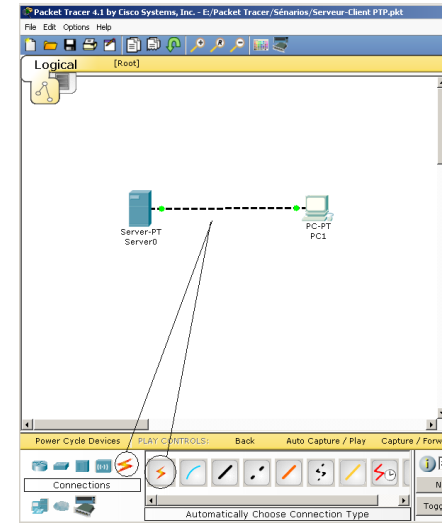 Packet Tracer 4.1 by Cisco Systems, Inc. - E:/Packet Tracer/Sénarios/Serveur-Client PTP.pkt
File Edit Options Help
Logical [Root]
Server-PT
Server0
PC-PT
PC1
Power Cycle Devices PLAY CONTROLS: Back Auto Capture / Play Capture / Forw
Connections
N
Togg
Automatically Choose Connection Type